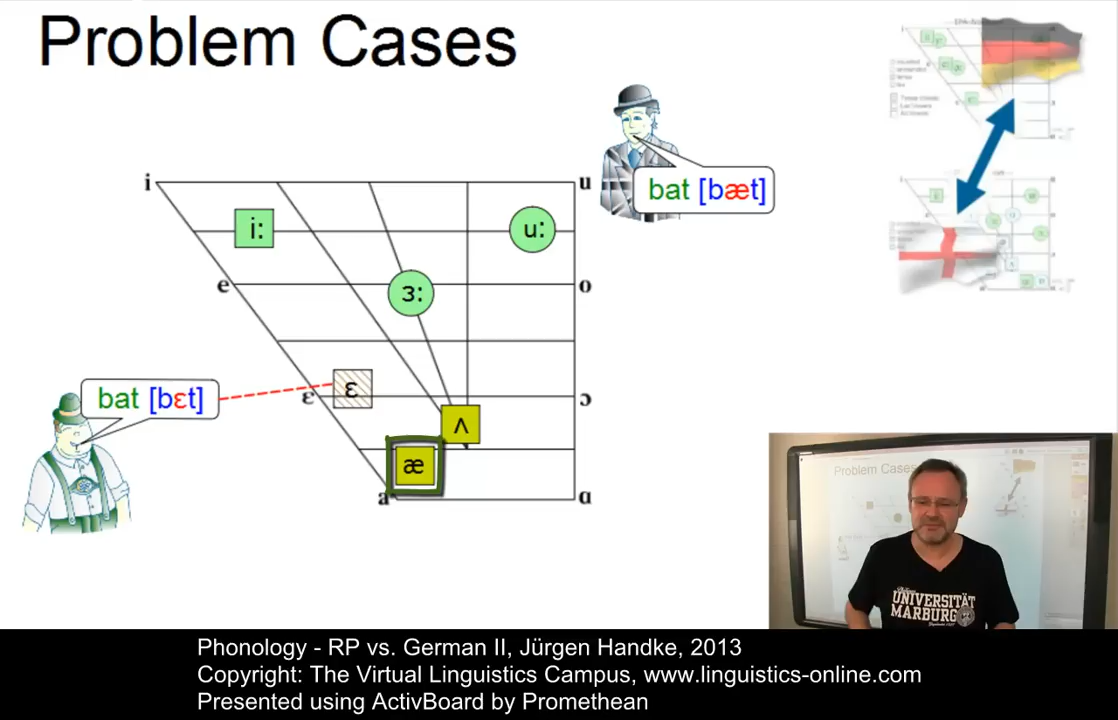 Problem Cases
bat [bæt]
i
u
i:
u:
e
ɜ:
o
bat [bɛt]
ɛ
ɛ
ɔ
ʌ
æ
a
ɑ
Problem Cases
UNIVERSITÄT
MARBURG
Phonology - RP vs. German II, Jürgen Handke, 2013
Copyright: The Virtual Linguistics Campus, www.linguistics-online.com
Presented using ActivBoard by Promethean